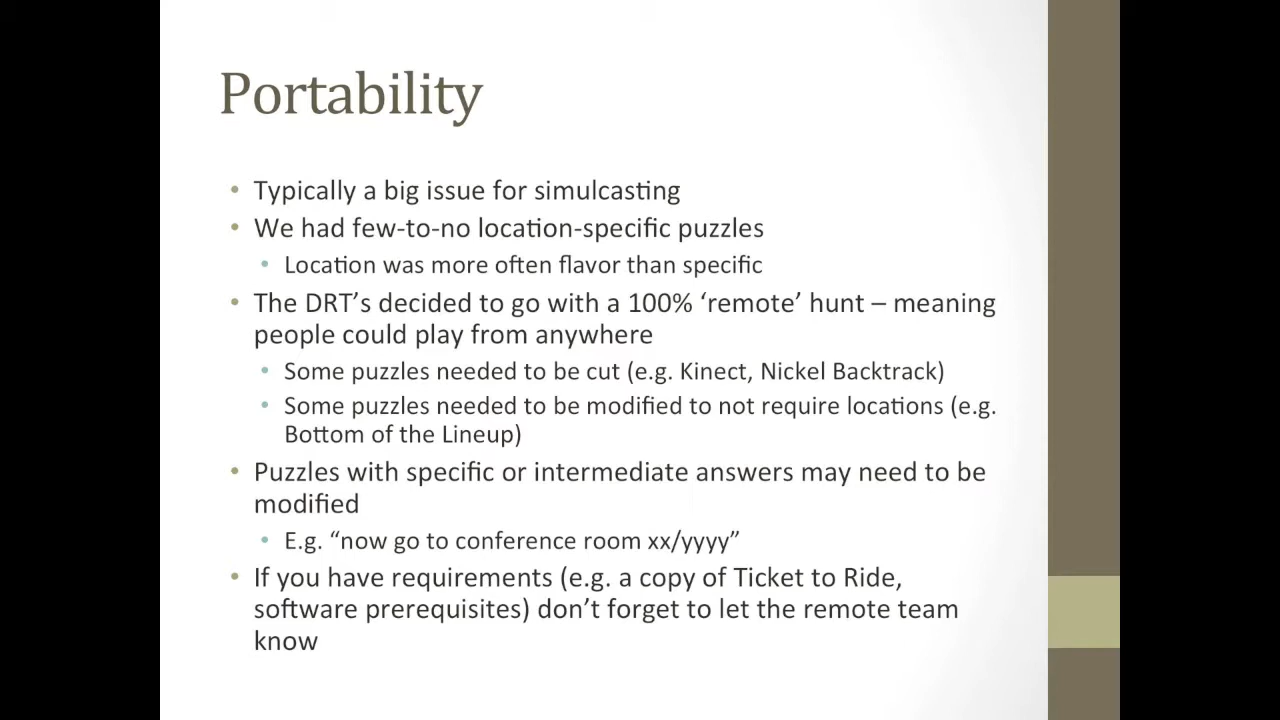 Portability
• Typically a big issue for simulcasting
• We had few-to-no location-specific puzzles
• Location was more often flavor than specific
• The DRT’s decided to go with a 100% ‘remote’ hunt – meaning
people could play from anywhere
• Some puzzles needed to be cut (e.g. Kinect, Nickel Backtrack)
• Some puzzles needed to be modified to not require locations (e.g.
Bottom of the Lineup)
• Puzzles with specific or intermediate answers may need to be
modified
• E.g. “now go to conference room xx/yyyy”
• If you have requirements (e.g. a copy of Ticket to Ride,
software prerequisites) don’t forget to let the remote team
know